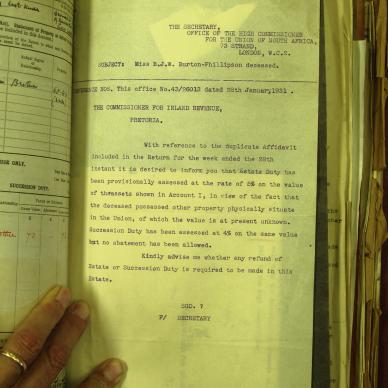 THE SECRETARY,
OFFICE OF THE HIGH COMMISSIONER
FOR THE UNION OF SOUTH AFRICA,
73 STRAND,
LONDON, W.C.2.
SUBJECT: Miss B.J.W. Burton-Phillipson deceased.
REFERENCE NOS. This office No.43/96013 dated 28th January1931.
THE COMMISSIONER FOR INLAND REVENUE,
PRETORIA.
With reference to the duplicate Affidavit
included in the Return for the week ended the 29th
instant it is desired to inform you that Estate Duty has
been provisionally assessed at the rate of 6% on the value
of the assets shown in Account I, in view of the fact that
the deceased possessed other property physically situate
in the Union, of which the value is at present unknown.
Succession Duty has been assessed at 4% on the same value
but no abatement has been allowed.
Kindly advise me whether any refund of
Estate or Succession Duty is required to be made in this
Estate.
SGD. ?
F/ SECRETARY
Brother
USE ONLY.
SUCCESSION DUTY.